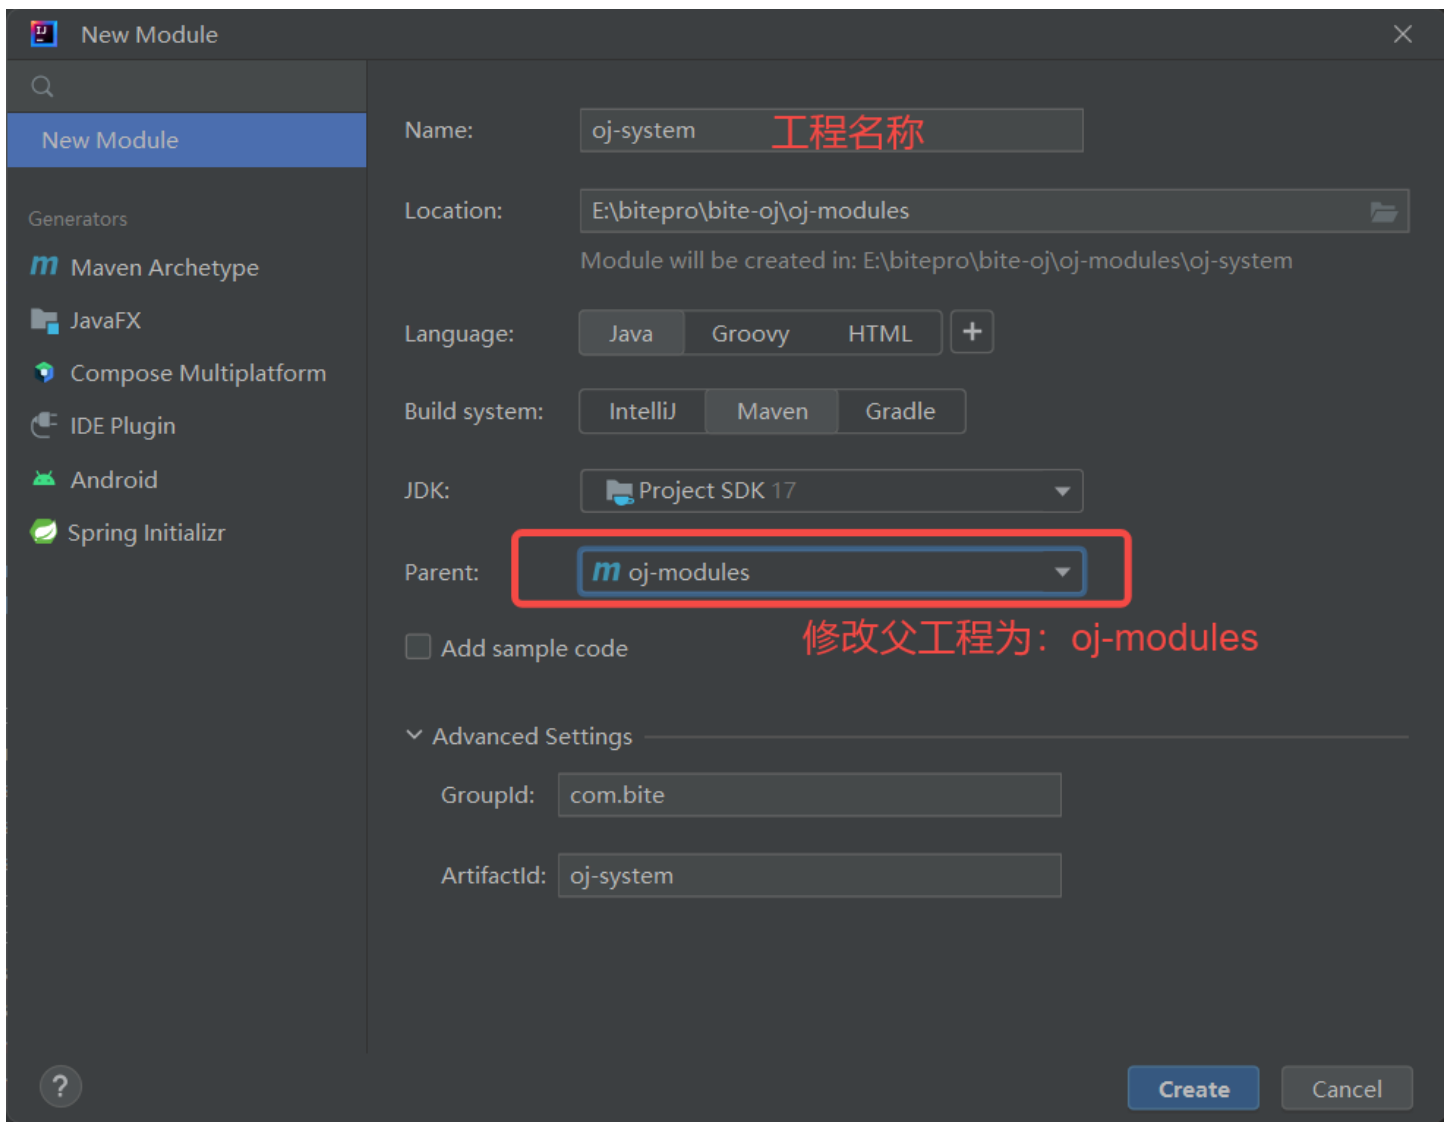 New Module
New Module
Generators
Maven Archetype
JavaFX
Compose Multiplatform
IDE Plugin
Android
Spring Initializr
Name: oj-system 工程名称
Location: E:\bitepro\bite-oj\oj-modules
Module will be created in: E:\bitepro\bite-oj\oj-modules\oj-system
Language: Java Groovy HTML +
Build system: IntelliJ Maven Gradle
JDK: Project SDK 17
Parent: oj-modules
修改父工程为：oj-modules
Add sample code
Advanced Settings
GroupId: com.bite
ArtifactId: oj-system
? Create Cancel